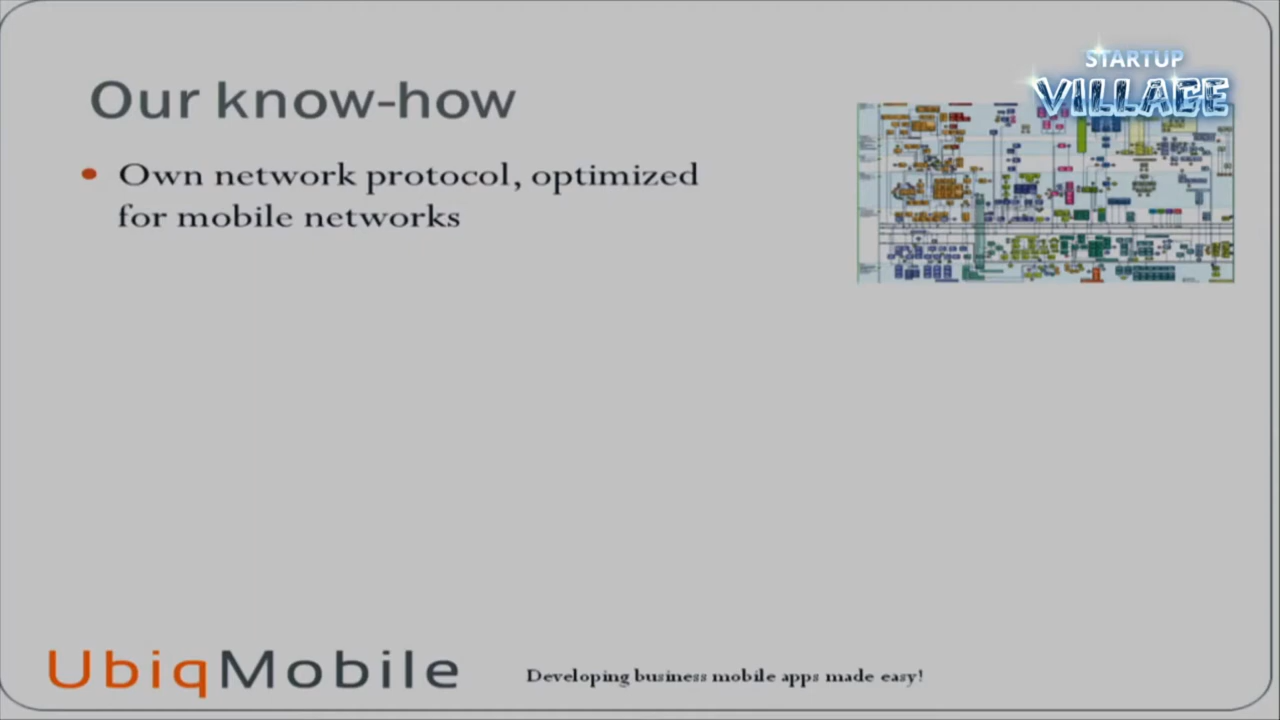 STARTUP
VILLAGE
Our know-how
Own network protocol, optimized
for mobile networks
UbiqMobile
Developing business mobile apps made easy!